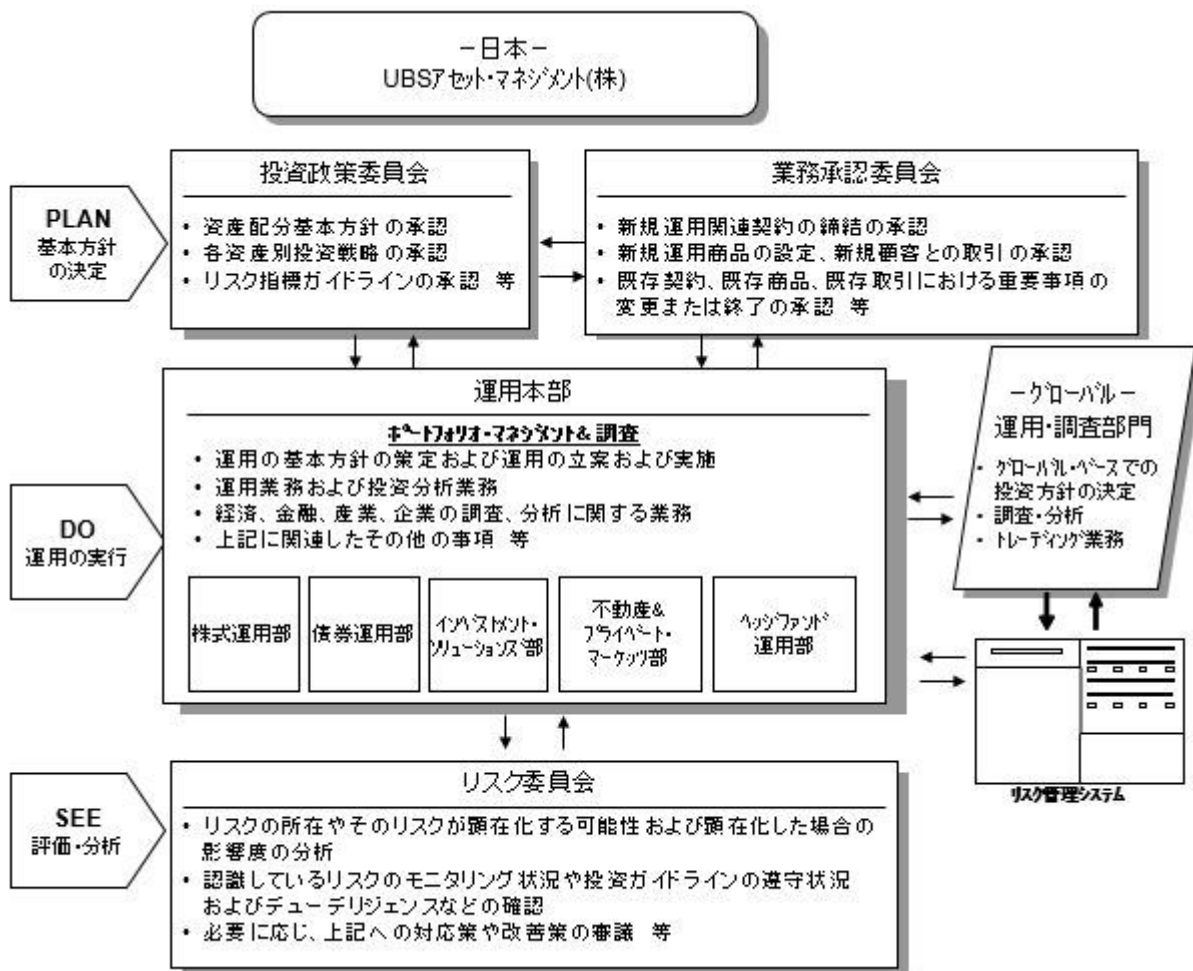 －日本－
UBSアセット・マネジメント(株)
PLAN
基本方針
の決定
投資政策委員会
• 資産配分基本方針の承認
• 各資産別投資戦略の承認
• リスク指標ガイドラインの承認 等
業務承認委員会
• 新規運用関連契約の締結の承認
• 新規運用商品の設定、新規顧客との取引の承認
• 既存契約、既存商品、既存取引における重要事項の
変更または終了の承認 等
DO
運用の実行
運用本部
ポートフォリオ・マネジメント&調査
• 運用の基本方針の策定および運用の立案および実施
• 運用業務および投資分析業務
• 経済、金融、産業、企業の調査、分析に関する業務
• 上記に関連したその他の事項 等
株式運用部
債券運用部
インベストメント・
ソリューションズ部
不動産&
プライベート・
マーケッツ部
ヘッジファンド
運用部
－グローバル－
運用・調査部門
• グローバル・ベースでの
投資方針の決定
• 調査・分析
• トレーディング業務
リスク管理システム
SEE
評価・分析
リスク委員会
• リスクの所在やそのリスクが顕在化する可能性および顕在化した場合の
影響度の分析
• 認識しているリスクのモニタリング状況や投資ガイドラインの遵守状況
およびデューデリジェンスなどの確認
• 必要に応じ、上記への対応策や改善策の審議 等